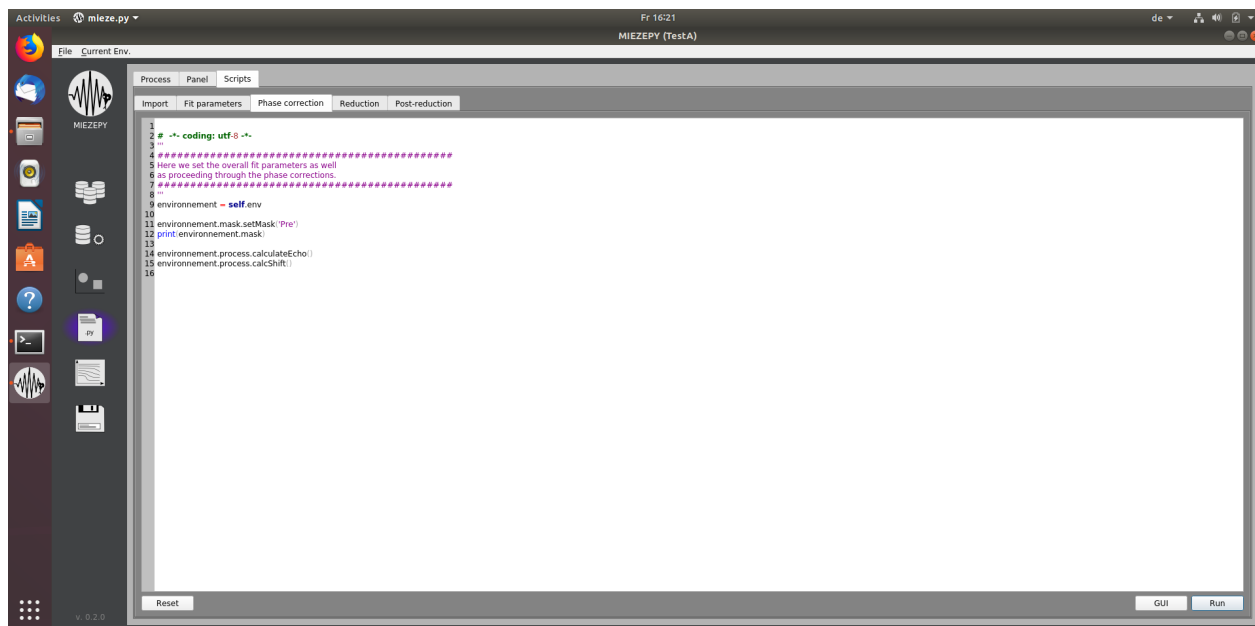 Activities mieze.py Fr 16:21 de
MIEZEPY (TestA)
File Current Env.
MIEZEPY
Process Panel Scripts
Import Fit parameters Phase correction Reduction Post-reduction
1
2 # -*- coding: utf-8 -*-
3 '''
4 #############################################
5 Here we set the overall fit parameters as well
6 as proceeding through the phase corrections.
7 #############################################
8 '''
9 environnement = self.env
10
11 environnement.mask.setMask('Pre')
12 print(environnement.mask)
13
14 environnement.process.calculateEcho()
15 environnement.process.calcShift()
16
.py
Reset GUI Run
v. 0.2.0